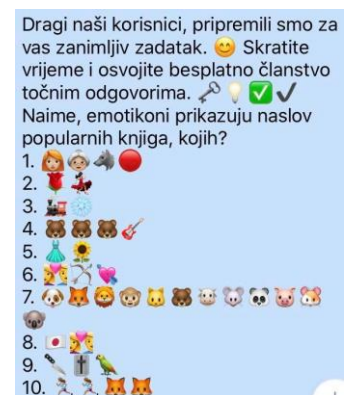 Dragi naši korisnici, pripremili smo za
vas zanimljiv zadatak. 😊 Skratite
vrijeme i osvojite besplatno članstvo
točnim odgovorima. 🗝💡✅✔
Naime, emotikoni prikazuju naslov
popularnih knjiga, kojih?
1. 👩‍🦰👵🐺🔴
2. 🌹💃
3. 🚂❄
4. 🐻🐻🐻🎸
5. 👗🌻
6. 💏🏹💘
7. 🐶🦊🦁🐵🐱🐻🐮🐭🐼🐷🐹
🐨
8. 🇯🇵💏
9. 🔪✝🦜
10. 🏃🏃🦊🦊